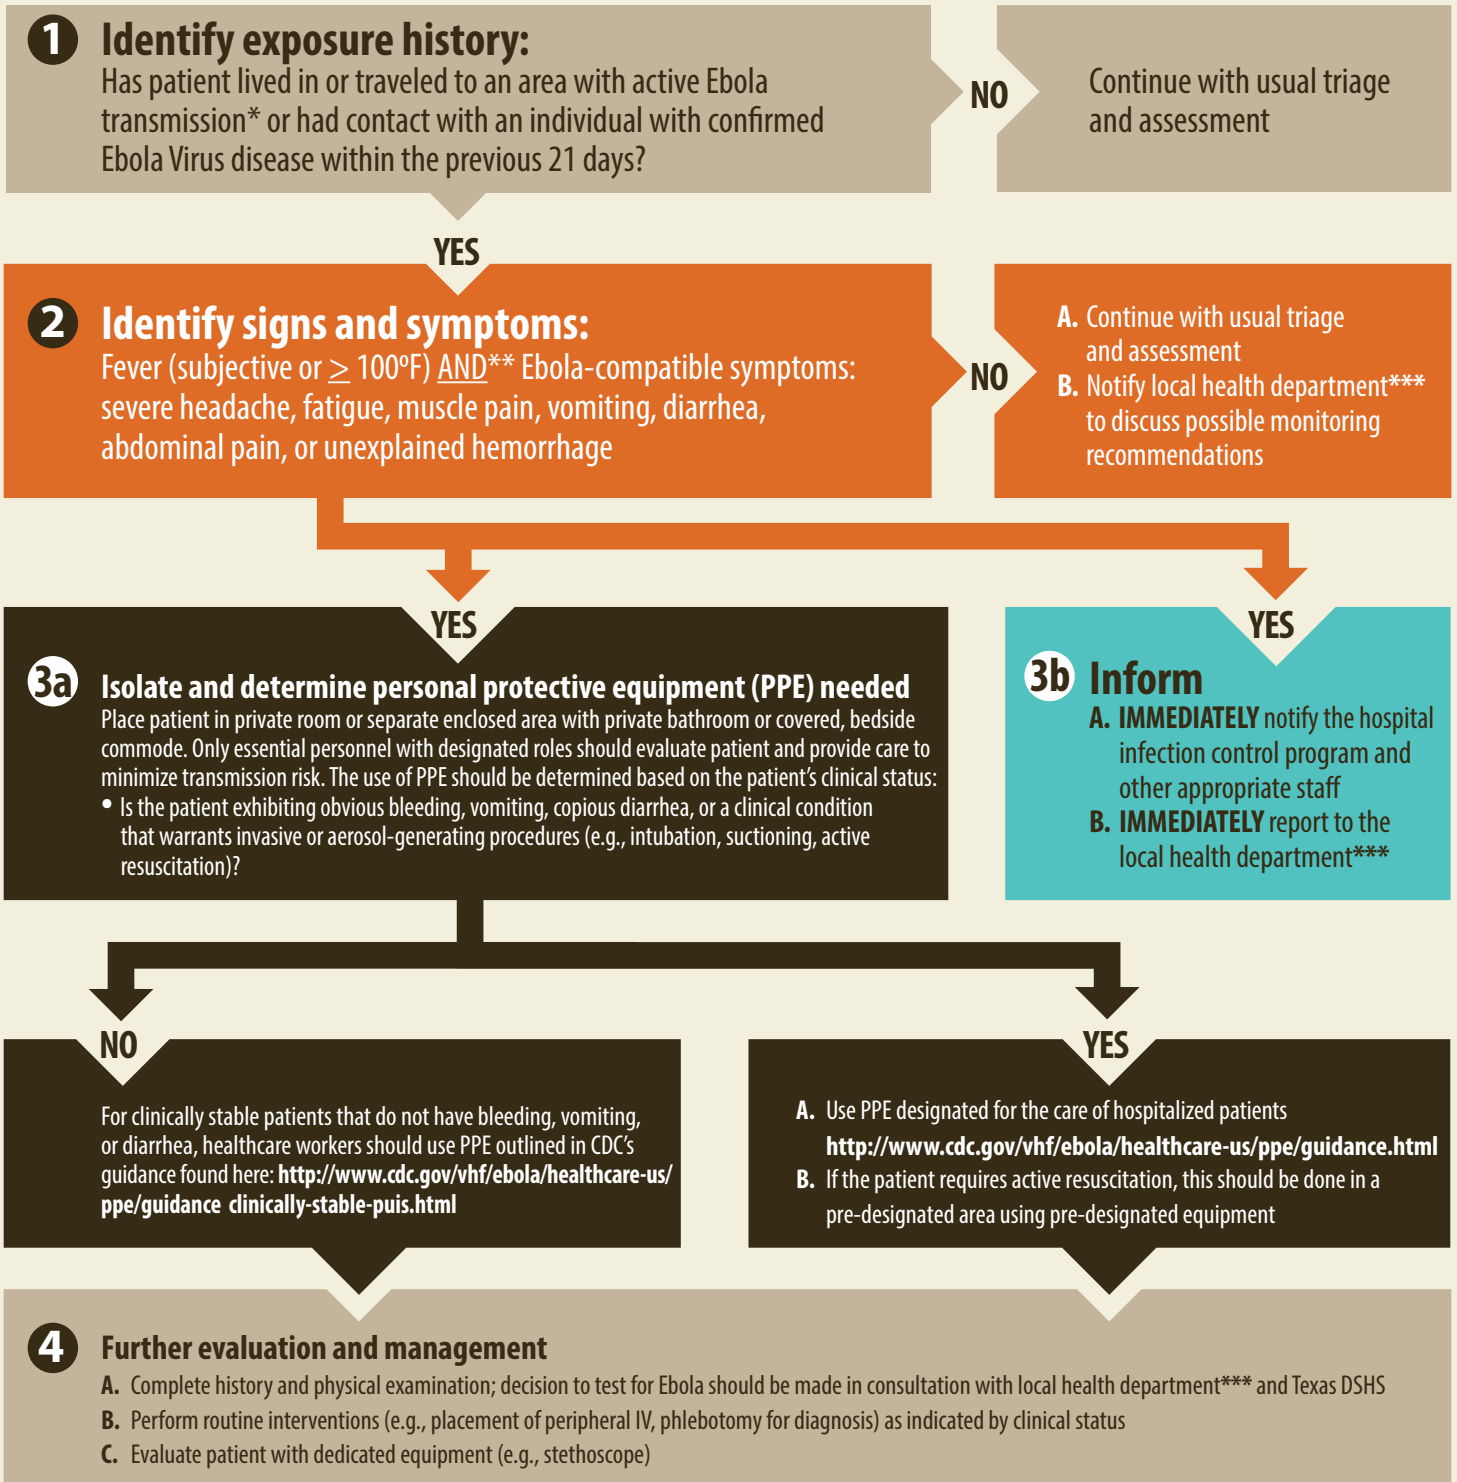 1 Identify exposure history:
Has patient lived in or traveled to an area with active Ebola
transmission* or had contact with an individual with confirmed
Ebola Virus disease within the previous 21 days?
NO
Continue with usual triage
and assessment
YES
2 Identify signs and symptoms:
Fever (subjective or ≥ 100ºF) AND** Ebola-compatible symptoms:
severe headache, fatigue, muscle pain, vomiting, diarrhea,
abdominal pain, or unexplained hemorrhage
NO
A. Continue with usual triage
and assessment
B. Notify local health department***
to discuss possible monitoring
recommendations
YES
3a Isolate and determine personal protective equipment (PPE) needed
Place patient in private room or separate enclosed area with private bathroom or covered, bedside
commode. Only essential personnel with designated roles should evaluate patient and provide care to
minimize transmission risk. The use of PPE should be determined based on the patient's clinical status:
• Is the patient exhibiting obvious bleeding, vomiting, copious diarrhea, or a clinical condition
that warrants invasive or aerosol-generating procedures (e.g., intubation, suctioning, active
resuscitation)?
YES
3b Inform
A. IMMEDIATELY notify the hospital
infection control program and
other appropriate staff
B. IMMEDIATELY report to the
local health department***
NO
For clinically stable patients that do not have bleeding, vomiting,
or diarrhea, healthcare workers should use PPE outlined in CDC's
guidance found here: http://www.cdc.gov/vhf/ebola/healthcare-us/
ppe/guidance clinically-stable-puis.html
YES
A. Use PPE designated for the care of hospitalized patients
http://www.cdc.gov/vhf/ebola/healthcare-us/ppe/guidance.html
B. If the patient requires active resuscitation, this should be done in a
pre-designated area using pre-designated equipment
4 Further evaluation and management
A. Complete history and physical examination; decision to test for Ebola should be made in consultation with local health department*** and Texas DSHS
B. Perform routine interventions (e.g., placement of peripheral IV, phlebotomy for diagnosis) as indicated by clinical status
C. Evaluate patient with dedicated equipment (e.g., stethoscope)